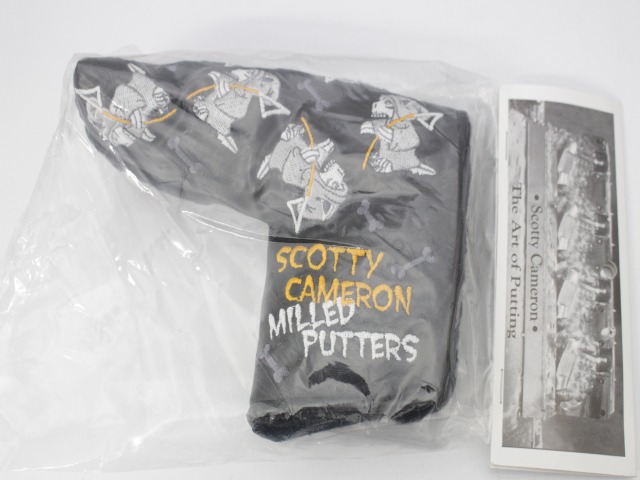 SCOTTY
CAMERON
MILLED
PUTTERS
• Scotty Cameron •
The Art of Putting